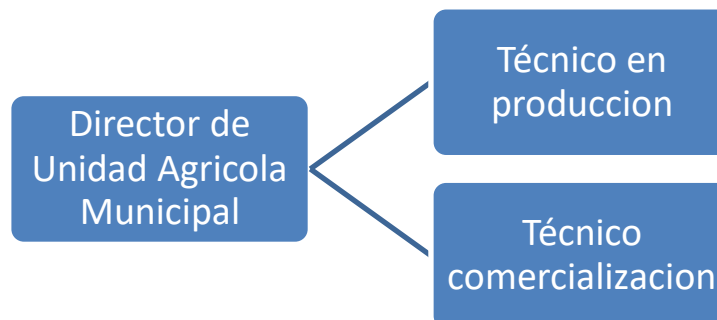 Director de
Unidad Agricola
Municipal
Técnico en
produccion
Técnico
comercializacion